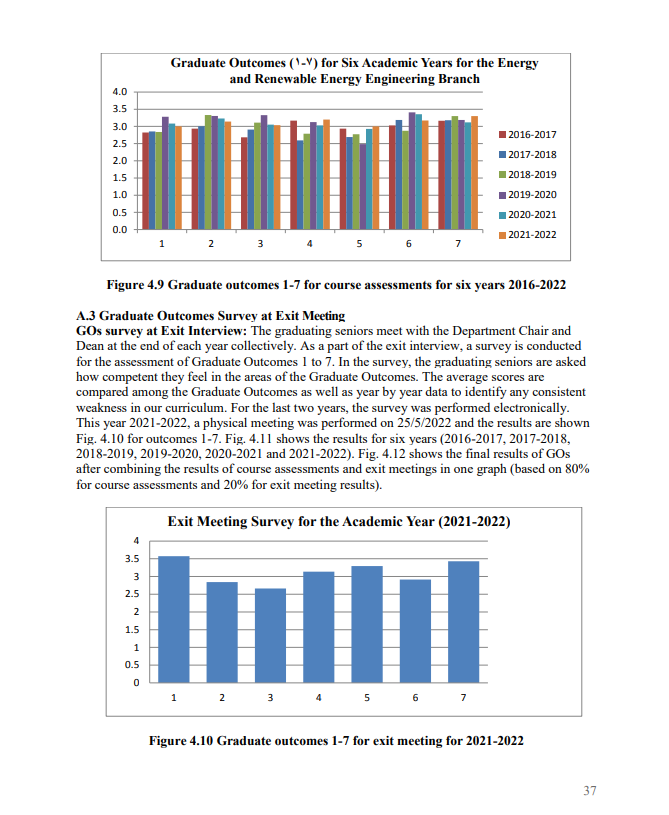 Graduate Outcomes (١-٧) for Six Academic Years for the Energy
and Renewable Energy Engineering Branch
4.0
3.5
3.0
2.5
2.0
1.5
1.0
0.5
0.0
1 2 3 4 5 6 7
2016-2017
2017-2018
2018-2019
2019-2020
2020-2021
2021-2022
Figure 4.9 Graduate outcomes 1-7 for course assessments for six years 2016-2022
A.3 Graduate Outcomes Survey at Exit Meeting
GOs survey at Exit Interview: The graduating seniors meet with the Department Chair and
Dean at the end of each year collectively. As a part of the exit interview, a survey is conducted
for the assessment of Graduate Outcomes 1 to 7. In the survey, the graduating seniors are asked
how competent they feel in the areas of the Graduate Outcomes. The average scores are
compared among the Graduate Outcomes as well as year by year data to identify any consistent
weakness in our curriculum. For the last two years, the survey was performed electronically.
This year 2021-2022, a physical meeting was performed on 25/5/2022 and the results are shown
Fig. 4.10 for outcomes 1-7. Fig. 4.11 shows the results for six years (2016-2017, 2017-2018,
2018-2019, 2019-2020, 2020-2021 and 2021-2022). Fig. 4.12 shows the final results of GOs
after combining the results of course assessments and exit meetings in one graph (based on 80%
for course assessments and 20% for exit meeting results).
Exit Meeting Survey for the Academic Year (2021-2022)
4
3.5
3
2.5
2
1.5
1
0.5
0
1 2 3 4 5 6 7
Figure 4.10 Graduate outcomes 1-7 for exit meeting for 2021-2022
37